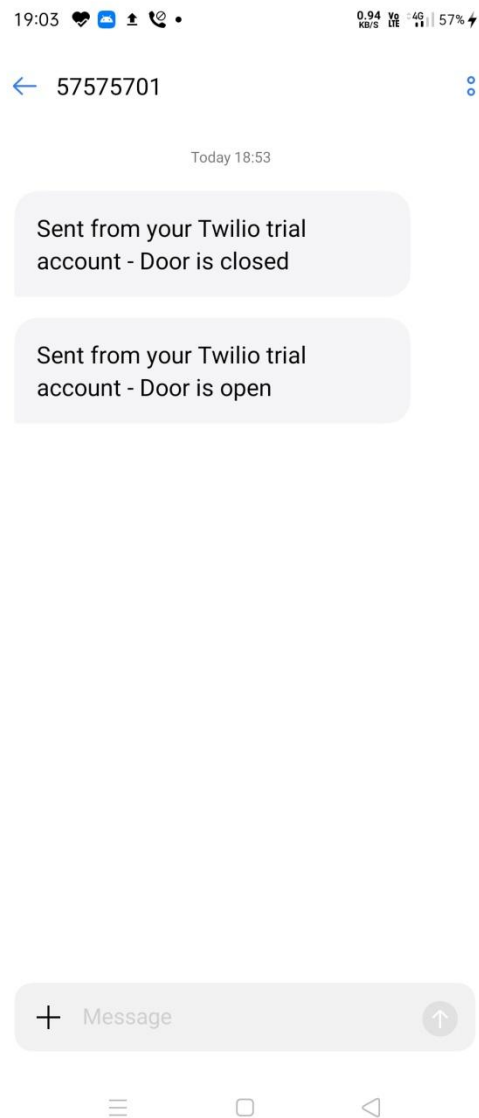 19:03 0.94 KB/S Vo LTE 4G 57%
57575701
Today 18:53
Sent from your Twilio trial
account - Door is closed
Sent from your Twilio trial
account - Door is open
Message